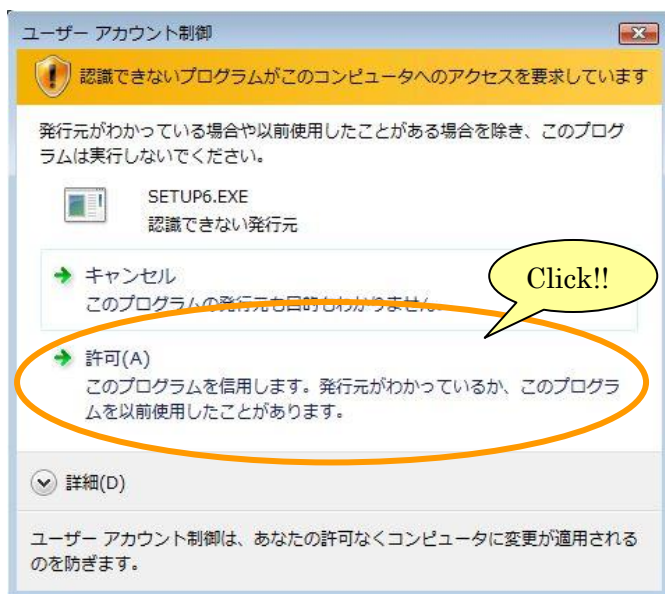 ユーザー アカウント制御
認識できないプログラムがこのコンピュータへのアクセスを要求しています
発行元がわかっている場合や以前使用したことがある場合を除き、このプログ
ラムは実行しないでください。
SETUP6.EXE
認識できない発行元
キャンセル
このプログラムの発行元も目的もわかりません。
Click!!
許可(A)
このプログラムを信用します。発行元がわかっているか、このプログラ
ムを以前使用したことがあります。
詳細(D)
ユーザー アカウント制御は、あなたの許可なくコンピュータに変更が適用される
のを防ぎます。